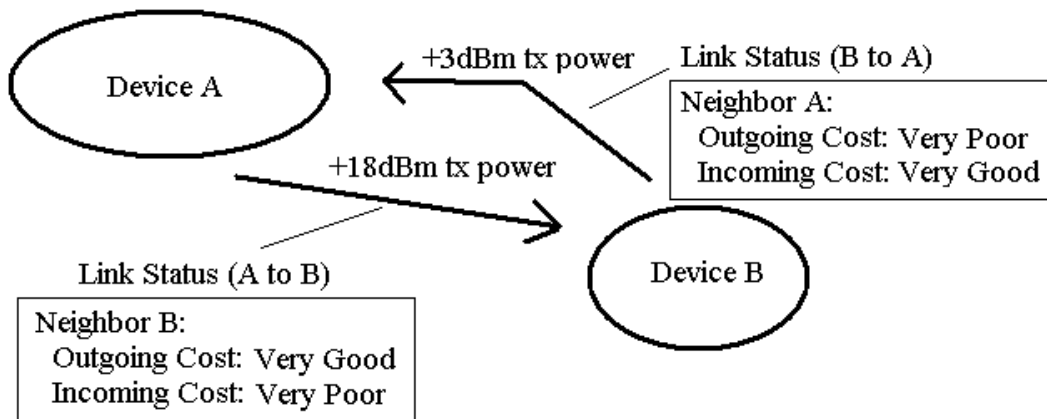 Device A
+3dBm tx power
Link Status (B to A)
Neighbor A:
Outgoing Cost: Very Poor
Incoming Cost: Very Good
+18dBm tx power
Device B
Link Status (A to B)
Neighbor B:
Outgoing Cost: Very Good
Incoming Cost: Very Poor